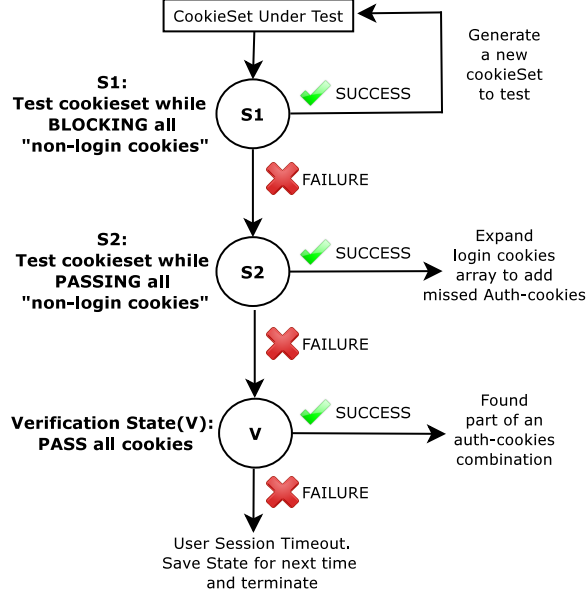 CookieSet Under Test
Generate
a new
cookieSet
to test
S1:
Test cookieset while
BLOCKING all
"non-login cookies"
S1
SUCCESS
FAILURE
S2:
Test cookieset while
PASSING all
"non-login cookies"
S2
SUCCESS
Expand
login cookies
array to add
missed Auth-cookies
FAILURE
Verification State(V):
PASS all cookies
V
SUCCESS
Found
part of an
auth-cookies
combination
FAILURE
User Session Timeout.
Save State for next time
and terminate